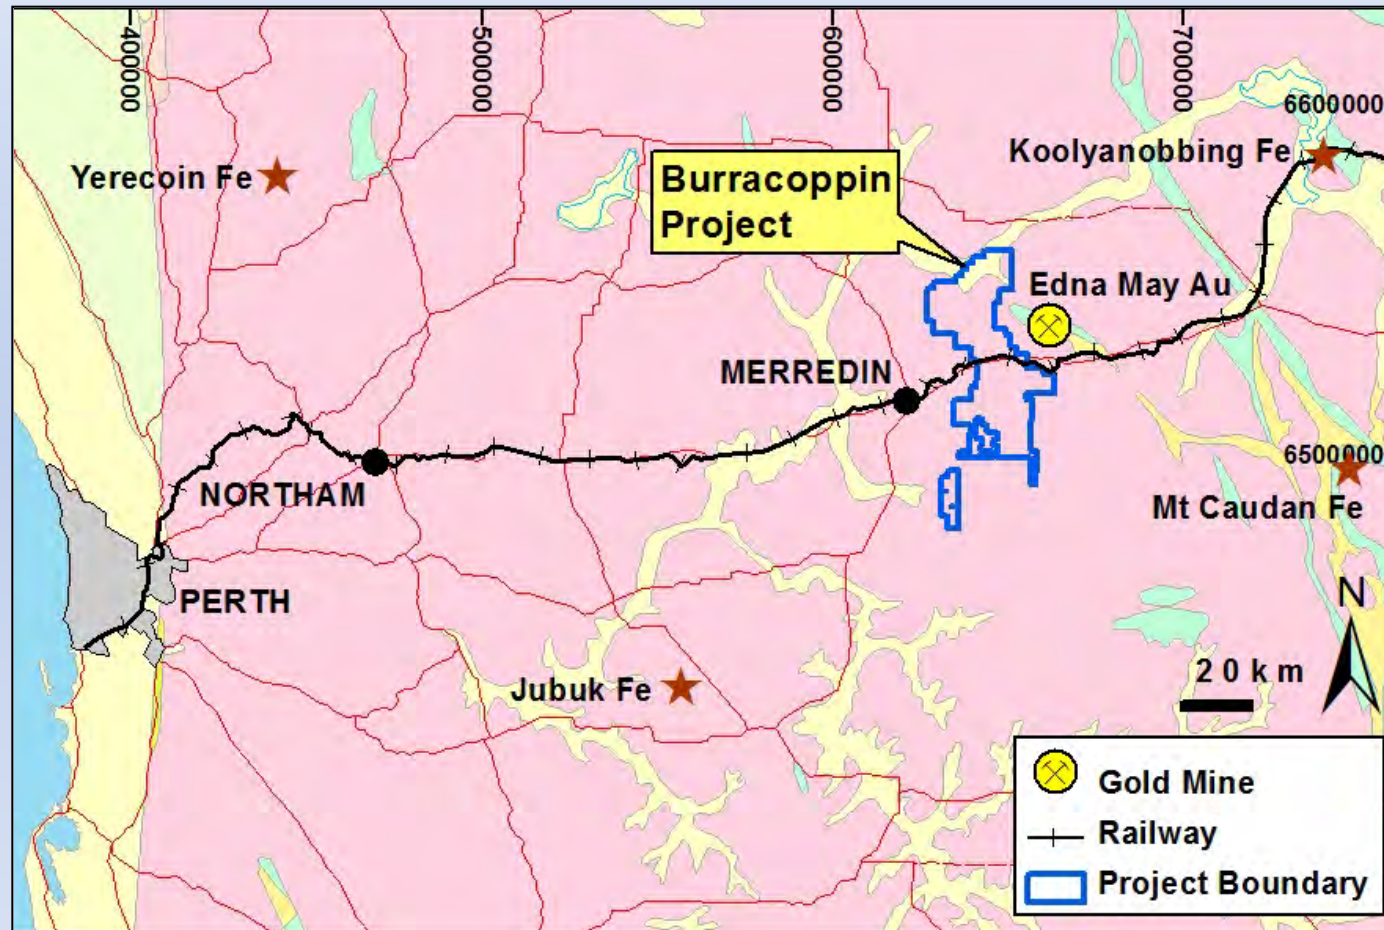 400000
500000
600000
700000
6600000
Koolyanobbing Fe
Yerecoin Fe
Burracoppin
Project
Edna May Au
MERREDIN
6500000
NORTHAM
Mt Caudan Fe
PERTH
N
20 km
Jubuk Fe
Gold Mine
Railway
Project Boundary